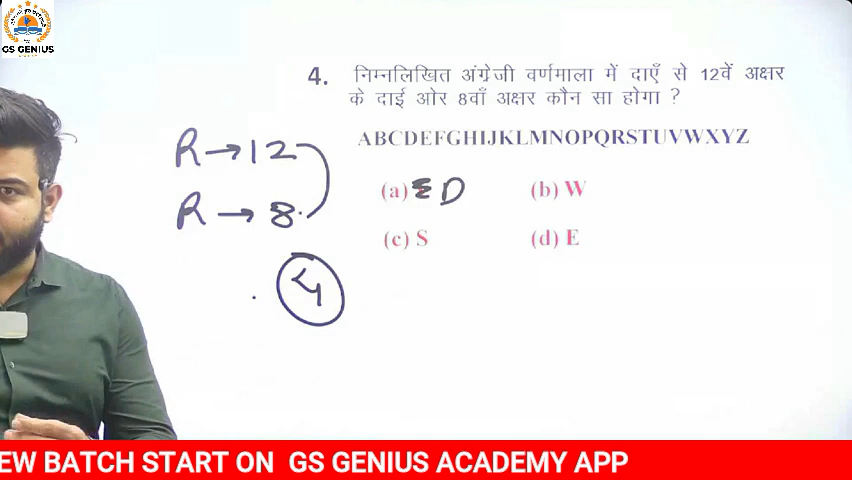 GS GENIUS
4. निम्नलिखित अंग्रेजी वर्णमाला में दाएँ से 12वें अक्षर
के दाई ओर 8वाँ अक्षर कौन सा होगा ?
ABCDEFGHIJKLMNOPQRSTUVWXYZ
R → 12
R → 8
4
(a) D
(b) W
(c) S
(d) E
EW BATCH START ON GS GENIUS ACADEMY APP